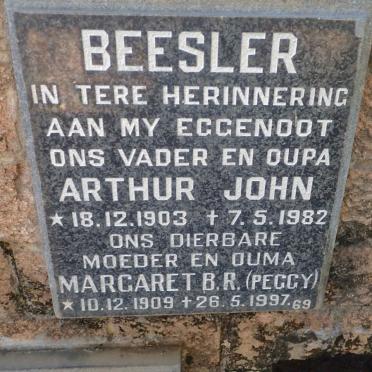 BEESLER
IN TERE HERINNERING
AAN MY EGGENOOT
ONS VADER EN OUPA
ARTHUR JOHN
★ 18.12.1903 † 7.5.1982
ONS DIERBARE
MOEDER EN OUMA
MARGARET B.R. (PEGGY)
★ 10.12.1909 † 26.5.1997
69